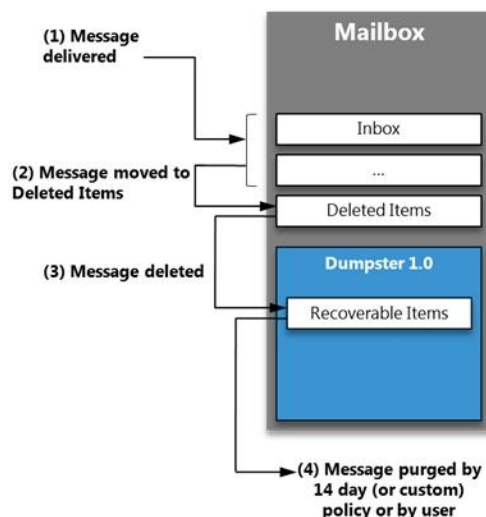 Mailbox
(1) Message
delivered
Inbox
...
(2) Message moved to
Deleted Items
Deleted Items
(3) Message deleted
Dumpster 1.0
Recoverable Items
(4) Message purged by
14 day (or custom)
policy or by user